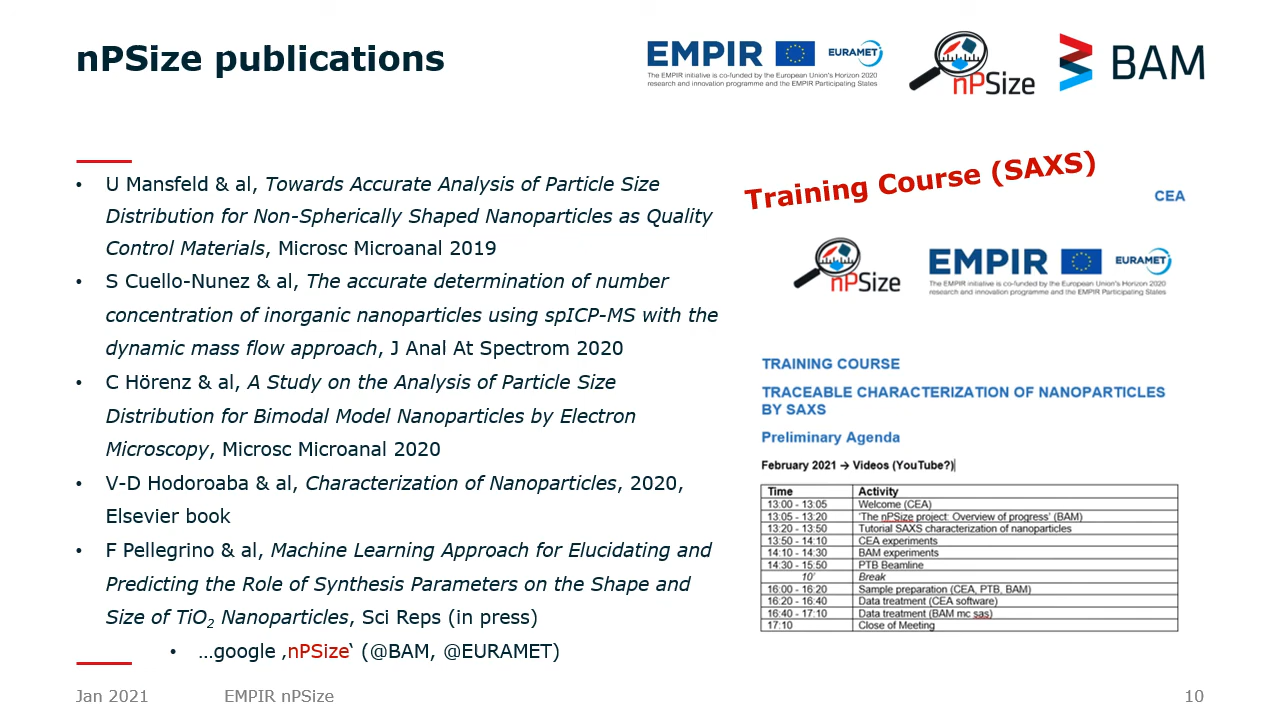 nPSize publications
EMPIR EURAMET
The EMPIR initiative is co-funded by the European Union's Horizon 2020
research and innovation programme and the EMPIR Participating States
nPSize
BAM
• U Mansfeld & al, Towards Accurate Analysis of Particle Size
Distribution for Non-Spherically Shaped Nanoparticles as Quality
Control Materials, Microsc Microanal 2019
• S Cuello-Nunez & al, The accurate determination of number
concentration of inorganic nanoparticles using spICP-MS with the
dynamic mass flow approach, J Anal At Spectrom 2020
• C Hörenz & al, A Study on the Analysis of Particle Size
Distribution for Bimodal Model Nanoparticles by Electron
Microscopy, Microsc Microanal 2020
• V-D Hodoroaba & al, Characterization of Nanoparticles, 2020,
Elsevier book
• F Pellegrino & al, Machine Learning Approach for Elucidating and
Predicting the Role of Synthesis Parameters on the Shape and
Size of TiO₂ Nanoparticles, Sci Reps (in press)
• …google ‚nPSize‘ (@BAM, @EURAMET)
Training Course (SAXS)
CEA
nPSize
EMPIR EURAMET
The EMPIR initiative is co-funded by the European Union's Horizon 2020
research and innovation programme and the EMPIR Participating States
TRAINING COURSE
TRACEABLE CHARACTERIZATION OF NANOPARTICLES
BY SAXS
Preliminary Agenda
February 2021 → Videos (YouTube?)
Time Activity
13:00 - 13:05 Welcome (CEA)
13:05 - 13:20 'The nPSize project: Overview of progress' (BAM)
13:20 - 13:50 Tutorial SAXS characterization of nanoparticles
13:50 - 14:10 CEA experiments
14:10 - 14:30 BAM experiments
14:30 - 15:50 PTB Beamline
10' Break
16:00 - 16:20 Sample preparation (CEA, PTB, BAM)
16:20 - 16:40 Data treatment (CEA software)
16:40 - 17:10 Data treatment (BAM mc sas)
17:10 Close of Meeting
Jan 2021 EMPIR nPSize 10